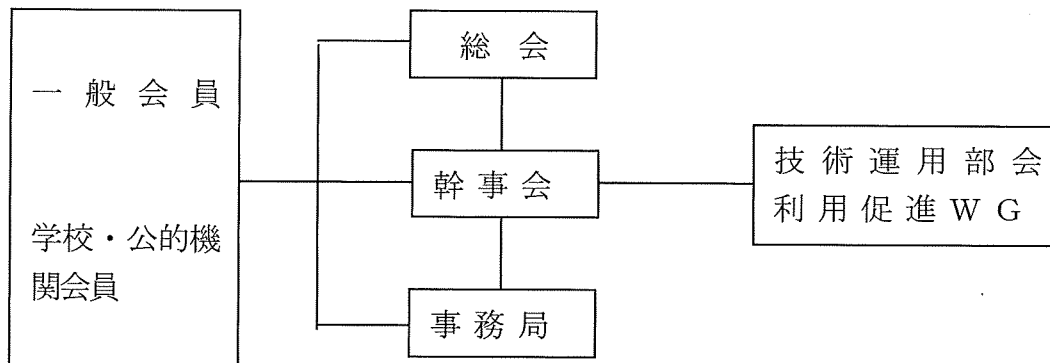 総会
一般会員
幹事会
技術運用部会
利用促進WG
学校・公的機
関会員
事務局